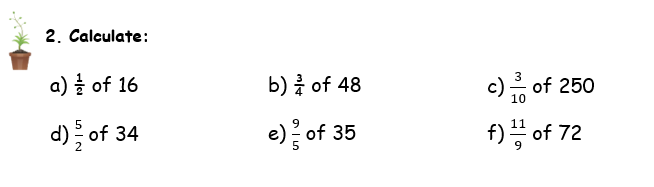 2. Calculate:
a) 1/2 of 16 b) 3/4 of 48 c) 3/10 of 250
d) 5/2 of 34 e) 9/5 of 35 f) 11/9 of 72